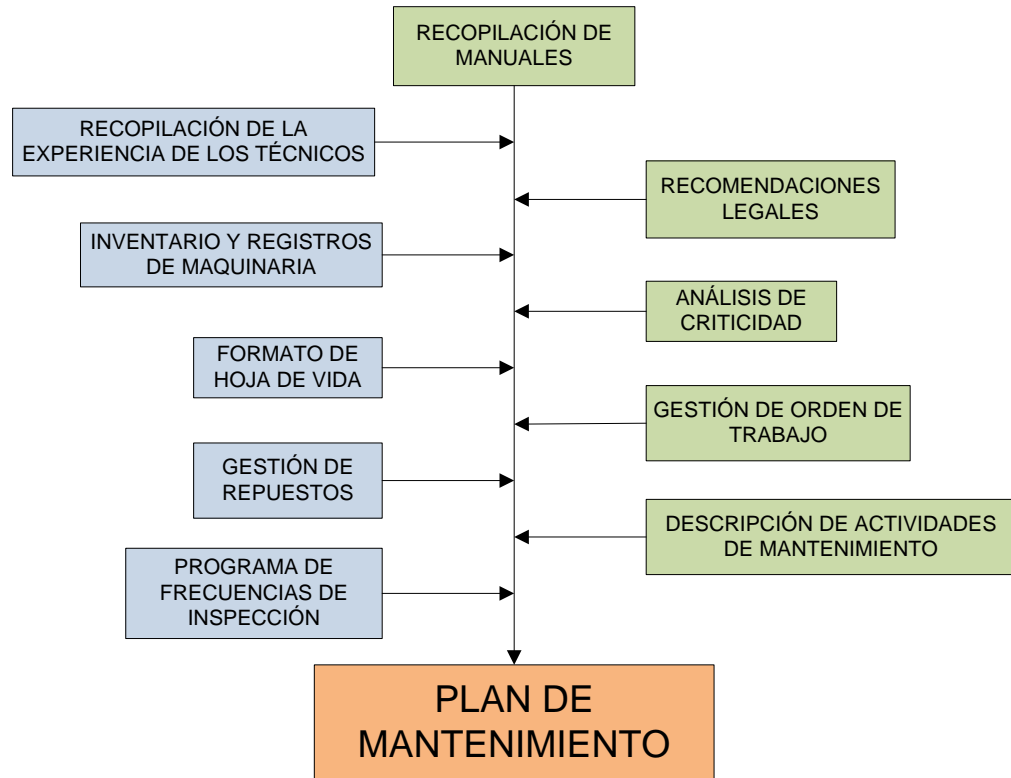 RECOPILACIÓN DE
MANUALES
RECOPILACIÓN DE LA
EXPERIENCIA DE LOS TÉCNICOS
RECOMENDACIONES
LEGALES
INVENTARIO Y REGISTROS
DE MAQUINARIA
ANÁLISIS DE
CRITICIDAD
FORMATO DE
HOJA DE VIDA
GESTIÓN DE ORDEN DE
TRABAJO
GESTIÓN DE
REPUESTOS
DESCRIPCIÓN DE ACTIVIDADES
DE MANTENIMIENTO
PROGRAMA DE
FRECUENCIAS DE
INSPECCIÓN
PLAN DE
MANTENIMIENTO